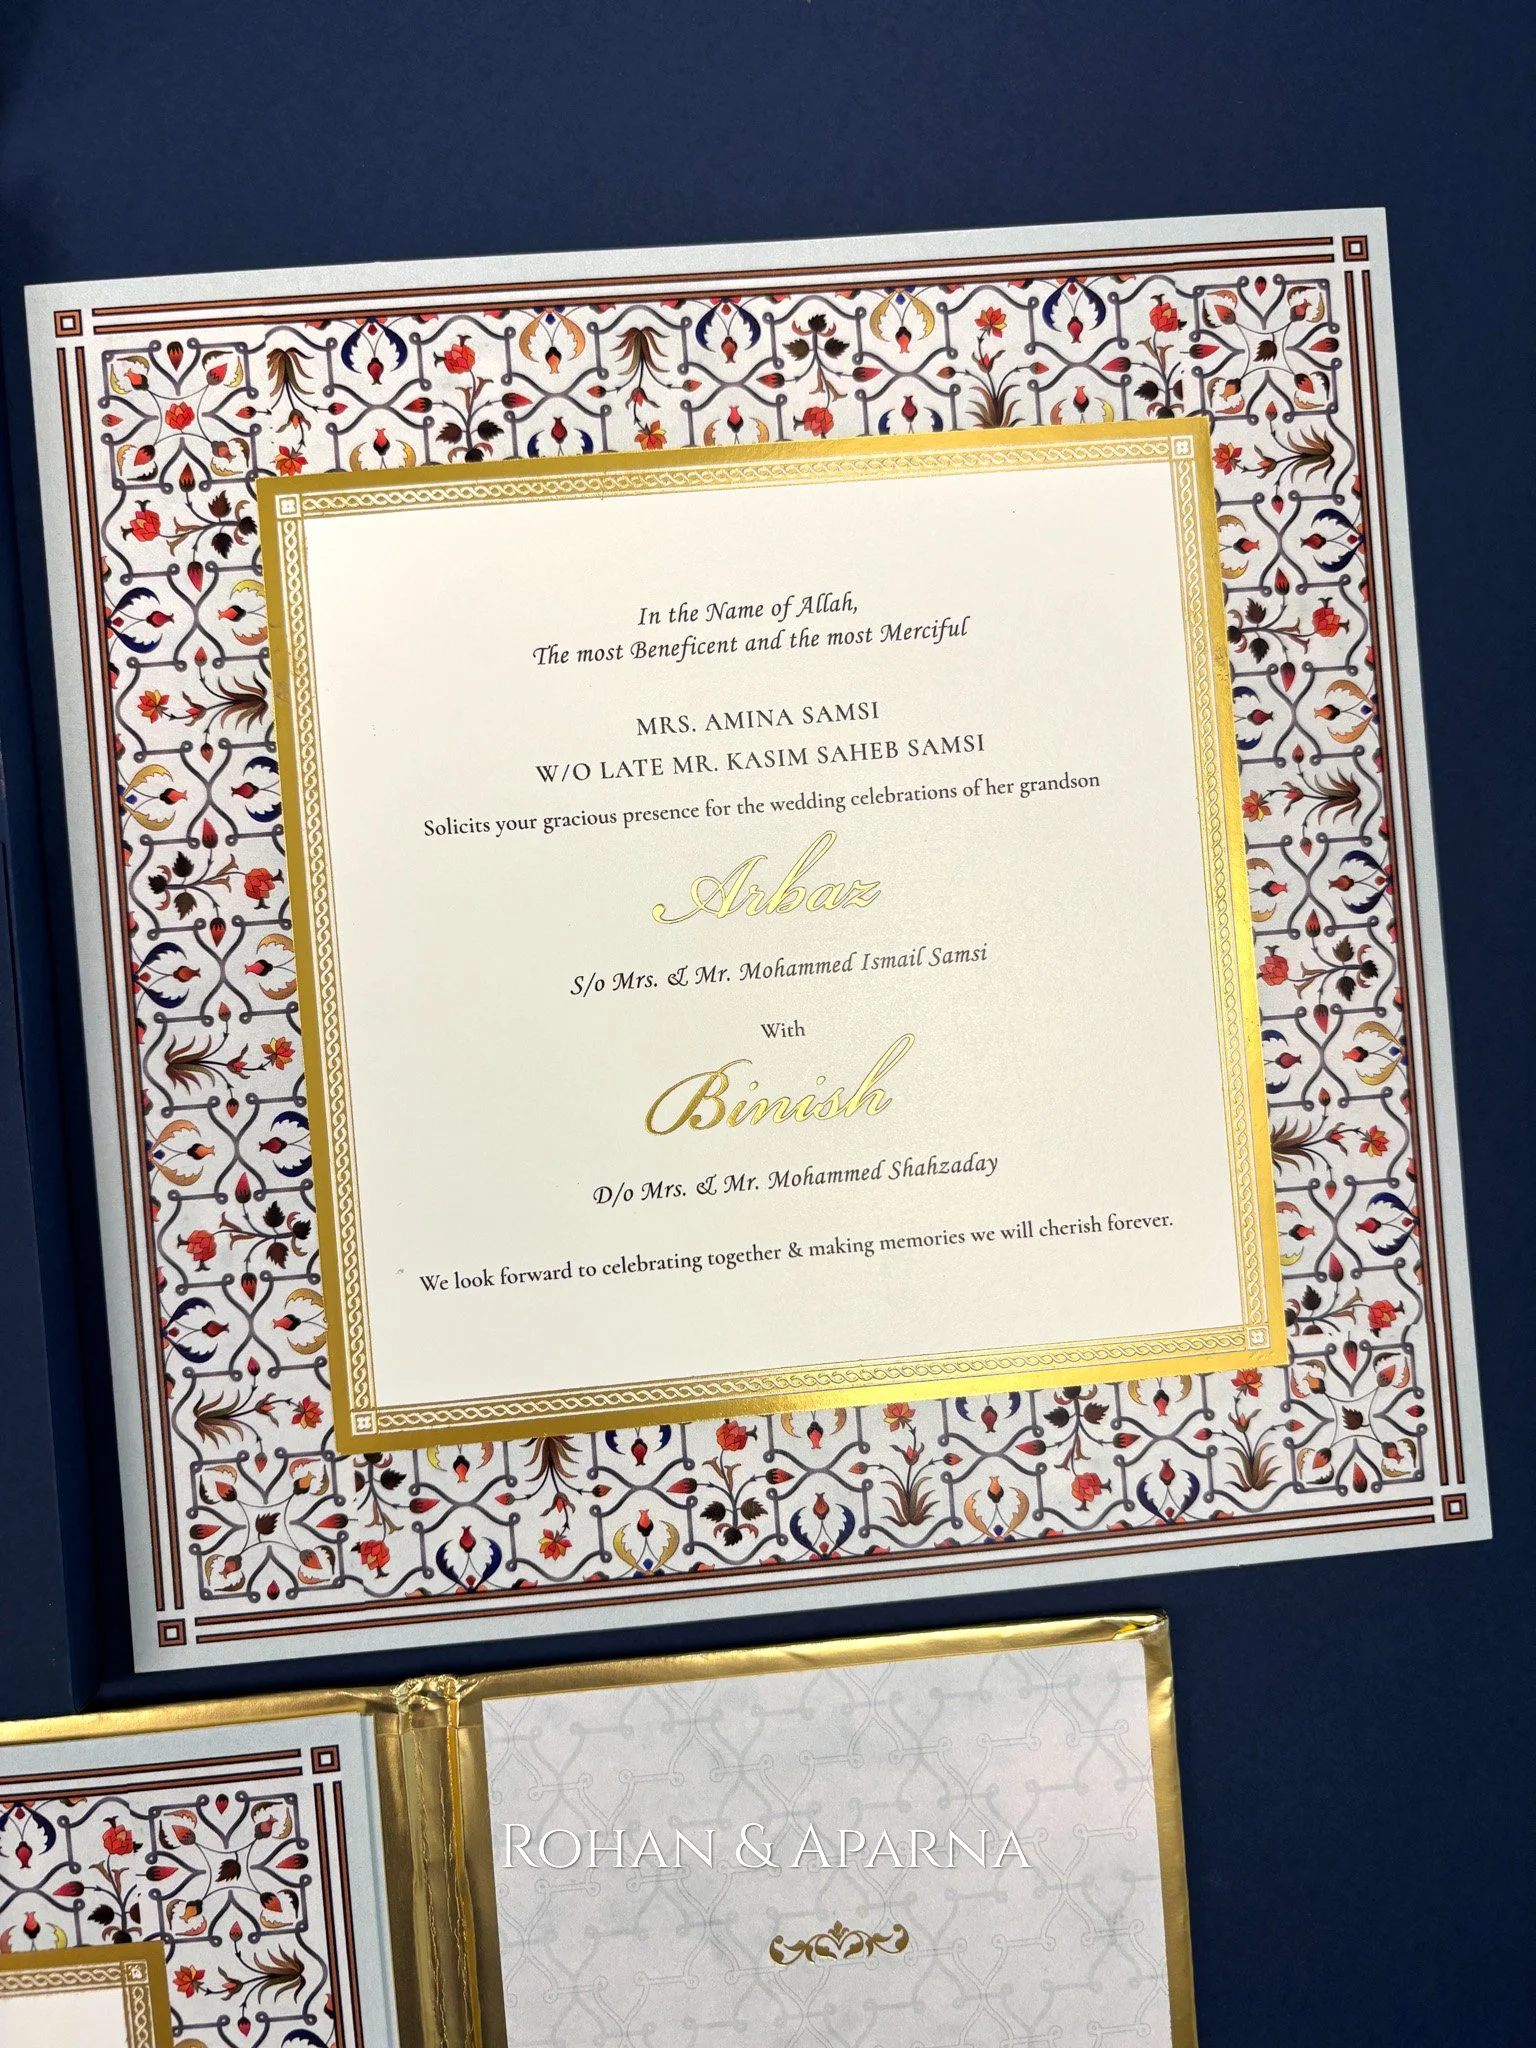 In the Name of Allah,
The most Beneficent and the most Merciful
MRS. AMINA SAMSI
W/O LATE MR. KASIM SAHEB SAMSI
Solicits your gracious presence for the wedding celebrations of her grandson
Arbaz
S/o Mrs. & Mr. Mohammed Ismail Samsi
With
Binish
D/o Mrs. & Mr. Mohammed Shahzaday
We look forward to celebrating together & making memories we will cherish forever.
ROHAN & APARNA